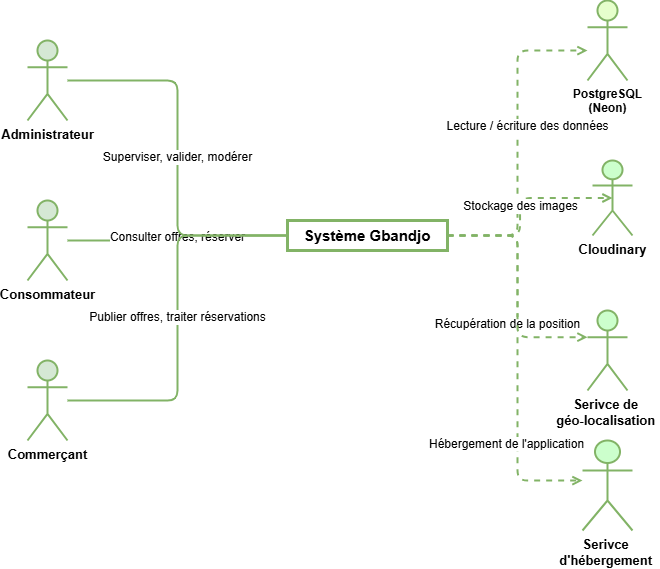 Administrateur
Superviser, valider, modérer
Consommateur
Consulter offres, réserver
Publier offres, traiter réservations
Commerçant
Système Gbandjo
PostgreSQL
(Neon)
Lecture / écriture des données
Stockage des images
Cloudinary
Récupération de la position
Serivce de
géo-localisation
Hébergement de l'application
Serivce
d'hébergement